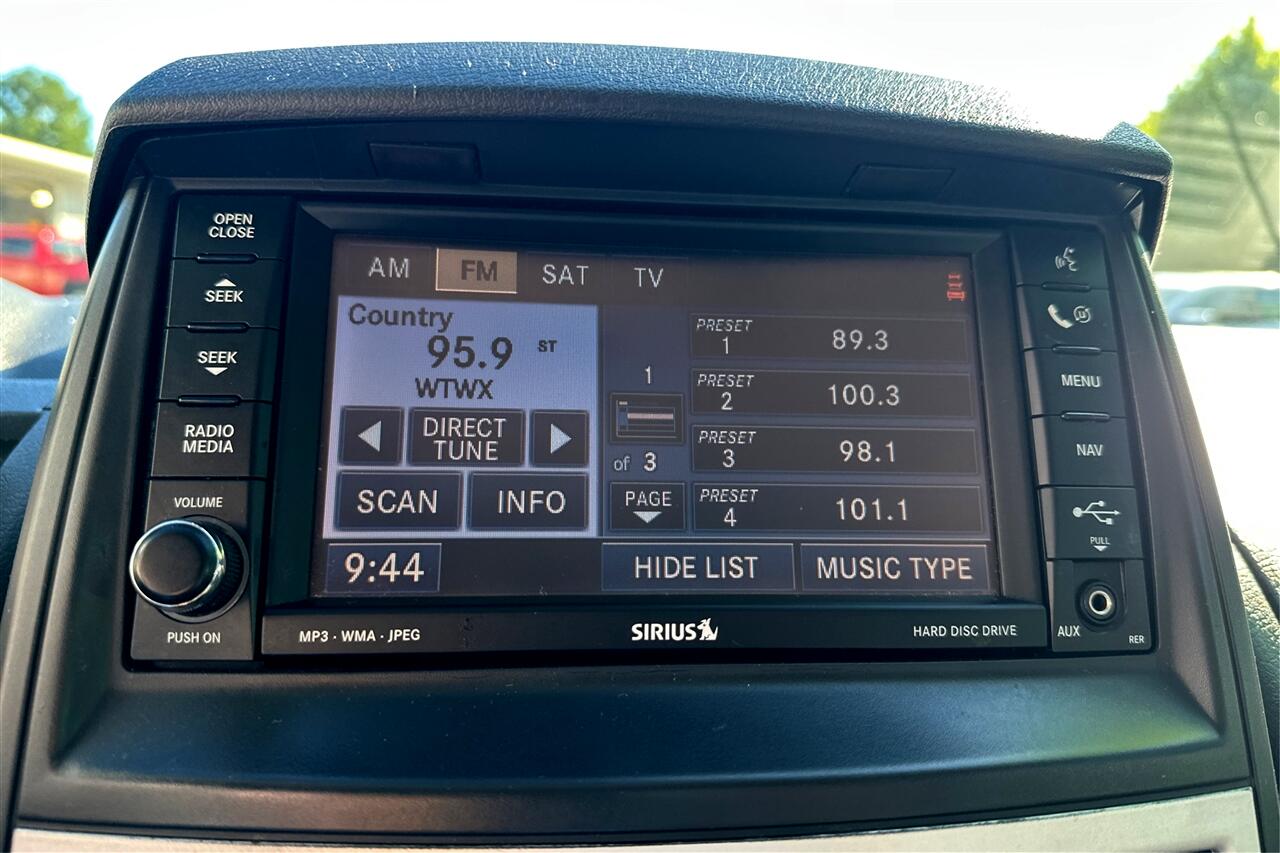 OPEN
CLOSE
SEEK
SEEK
RADIO
MEDIA
VOLUME
PUSH ON
AM FM SAT TV
Country
95.9 ST
WTWX
DIRECT
TUNE
SCAN INFO
9:44
1
of 3
PAGE
PRESET
1 89.3
PRESET
2 100.3
PRESET
3 98.1
PRESET
4 101.1
HIDE LIST MUSIC TYPE
MENU
NAV
PULL
AUX
RER
MP3 · WMA · JPEG SIRIUS HARD DISC DRIVE